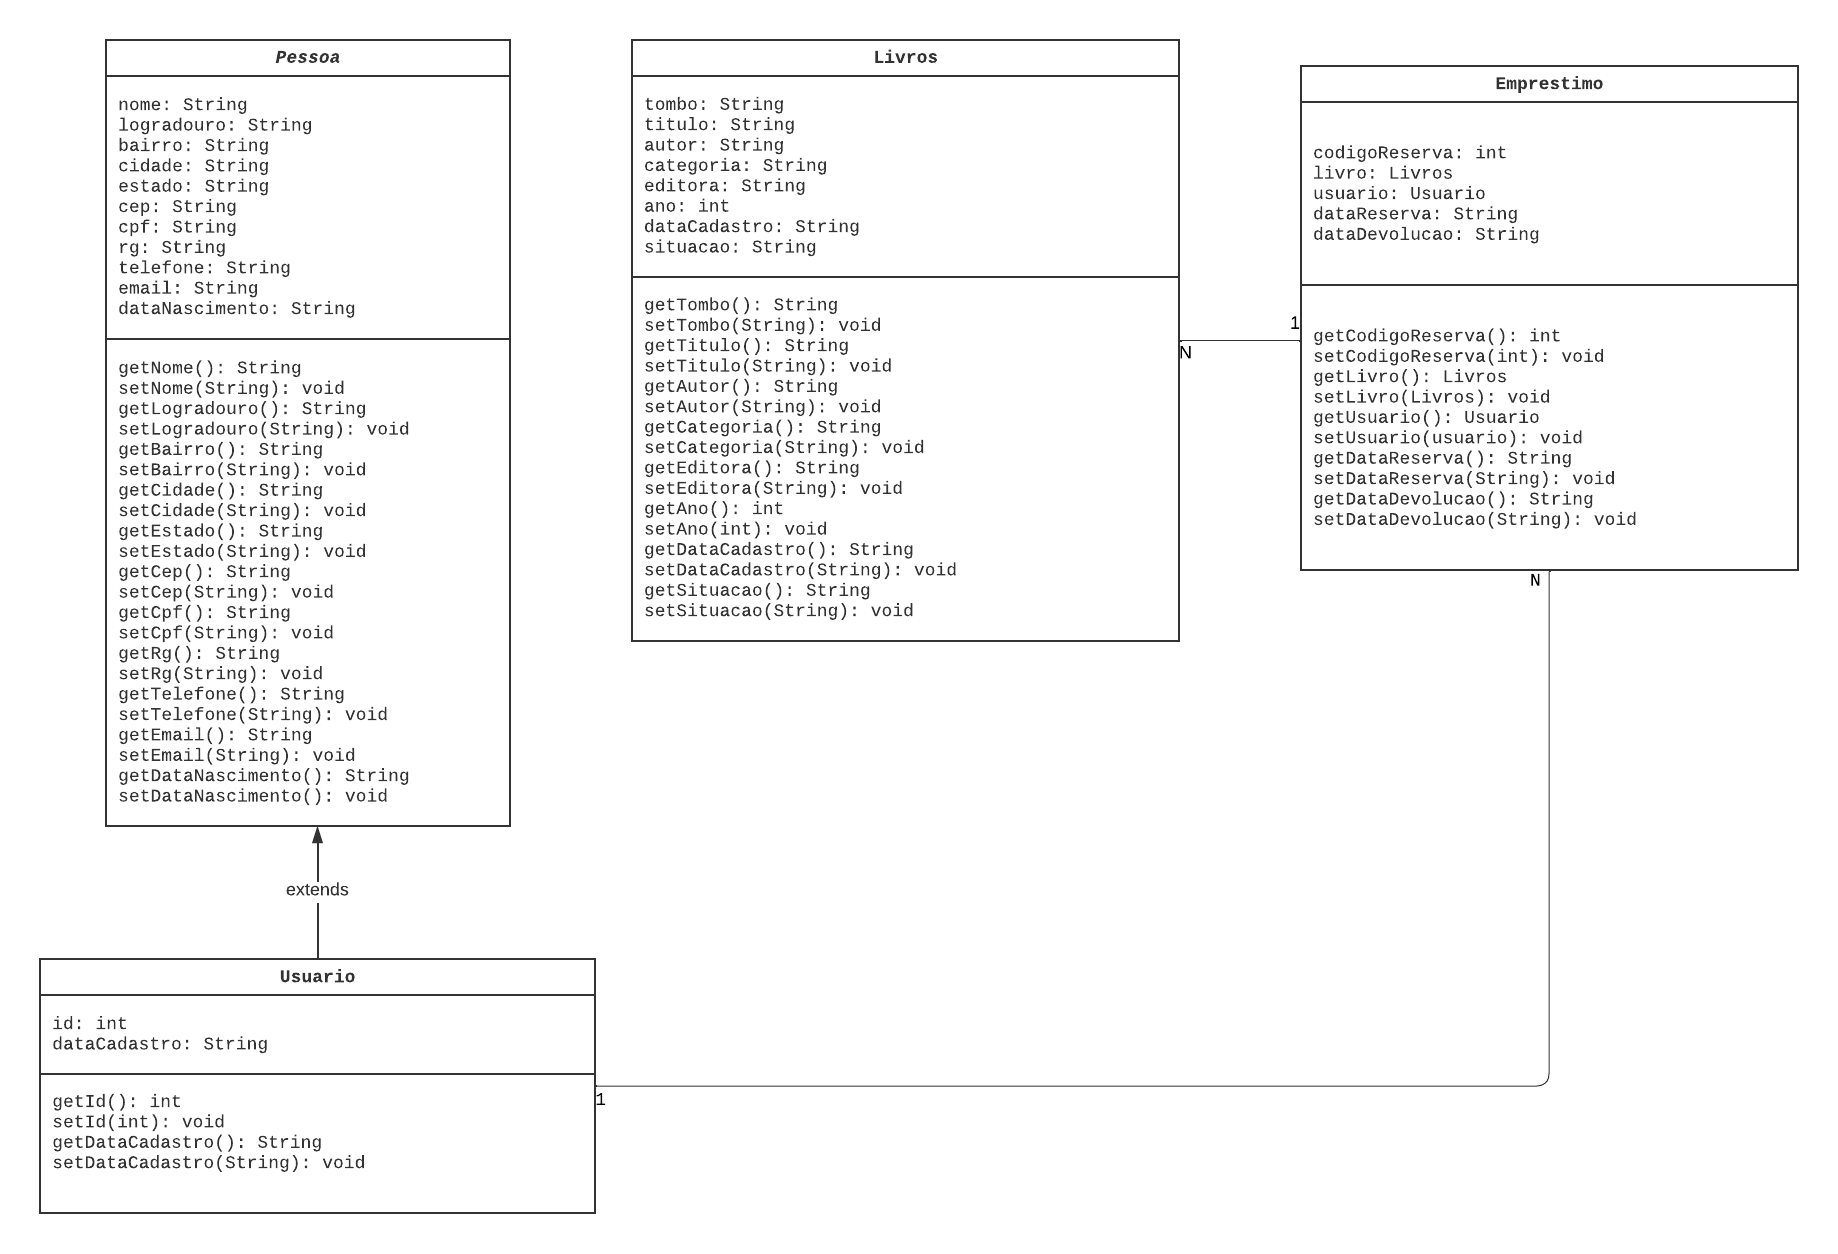 Pessoa
nome: String
logradouro: String
bairro: String
cidade: String
estado: String
cep: String
cpf: String
rg: String
telefone: String
email: String
dataNascimento: String
getNome(): String
setNome(String): void
getLogradouro(): String
setLogradouro(String): void
getBairro(): String
setBairro(String): void
getCidade(): String
setCidade(String): void
getEstado(): String
setEstado(String): void
getCep(): String
setCep(String): void
getCpf(): String
setCpf(String): void
getRg(): String
setRg(String): void
getTelefone(): String
setTelefone(String): void
getEmail(): String
setEmail(String): void
getDataNascimento(): String
setDataNascimento(): void
extends
Usuario
id: int
dataCadastro: String
getId(): int
setId(int): void
getDataCadastro(): String
setDataCadastro(String): void
1
Livros
tombo: String
titulo: String
autor: String
categoria: String
editora: String
ano: int
dataCadastro: String
situacao: String
getTombo(): String
setTombo(String): void
getTitulo(): String
setTitulo(String): void
getAutor(): String
setAutor(String): void
getCategoria(): String
setCategoria(String): void
getEditora(): String
setEditora(String): void
getAno(): int
setAno(int): void
getDataCadastro(): String
setDataCadastro(String): void
getSituacao(): String
setSituacao(String): void
N
1
Emprestimo
codigoReserva: int
livro: Livros
usuario: Usuario
dataReserva: String
dataDevolucao: String
getCodigoReserva(): int
setCodigoReserva(int): void
getLivro(): Livros
setLivro(Livros): void
getUsuario(): Usuario
setUsuario(usuario): void
getDataReserva(): String
setDataReserva(String): void
getDataDevolucao(): String
setDataDevolucao(String): void
N